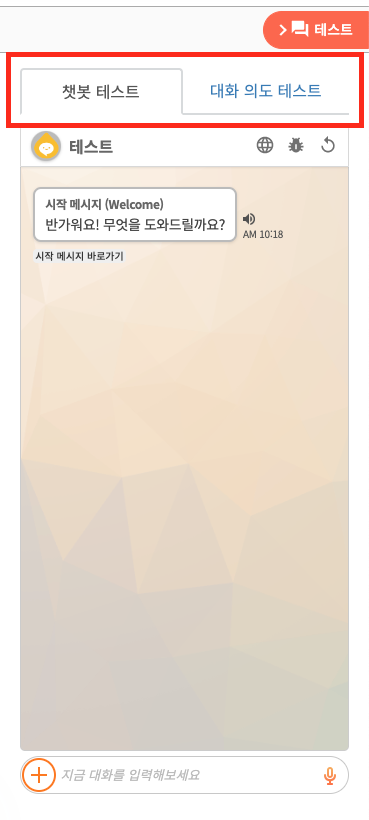 테스트
챗봇 테스트
대화 의도 테스트
테스트
시작 메시지 (Welcome)
반가워요! 무엇을 도와드릴까요?
AM 10:18
시작 메시지 바로가기
지금 대화를 입력해보세요